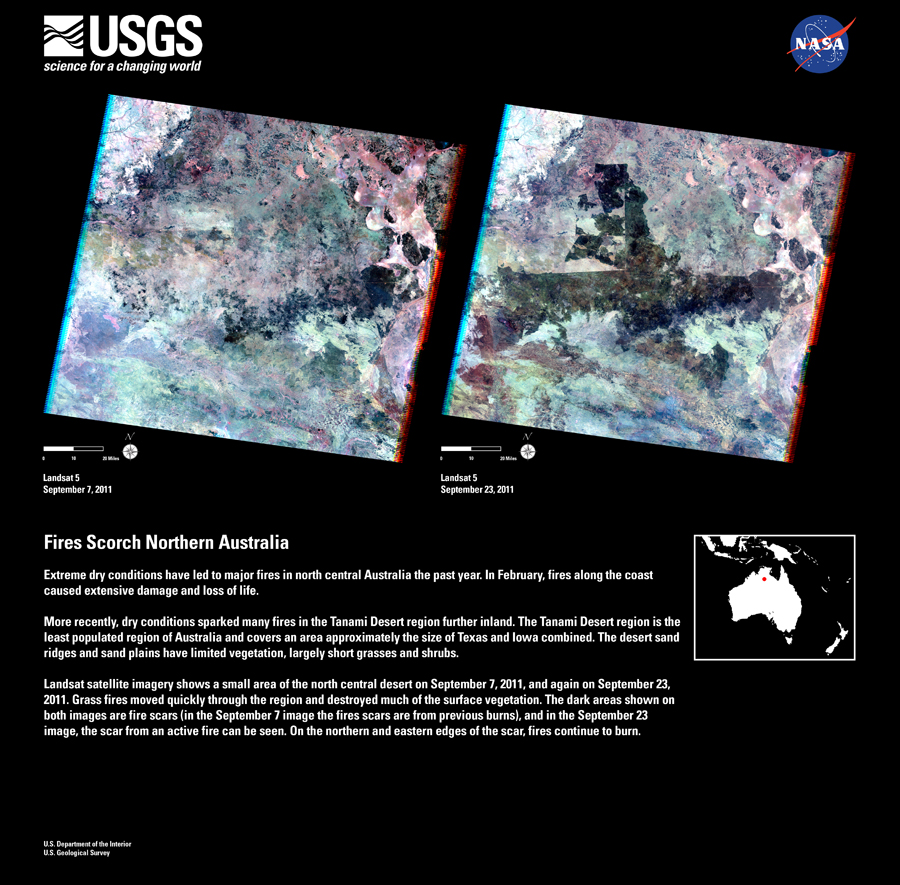 USGS
science for a changing world
NASA
N
N
0 10 20 Miles
0 10 20 Miles
Landsat 5
September 7, 2011
Landsat 5
September 23, 2011
Fires Scorch Northern Australia
Extreme dry conditions have led to major fires in north central Australia the past year. In February, fires along the coast
caused extensive damage and loss of life.
More recently, dry conditions sparked many fires in the Tanami Desert region further inland. The Tanami Desert region is the
least populated region of Australia and covers an area approximately the size of Texas and Iowa combined. The desert sand
ridges and sand plains have limited vegetation, largely short grasses and shrubs.
Landsat satellite imagery shows a small area of the north central desert on September 7, 2011, and again on September 23,
2011. Grass fires moved quickly through the region and destroyed much of the surface vegetation. The dark areas shown on
both images are fire scars (in the September 7 image the fires scars are from previous burns), and in the September 23
image, the scar from an active fire can be seen. On the northern and eastern edges of the scar, fires continue to burn.
U.S. Department of the Interior
U.S. Geological Survey